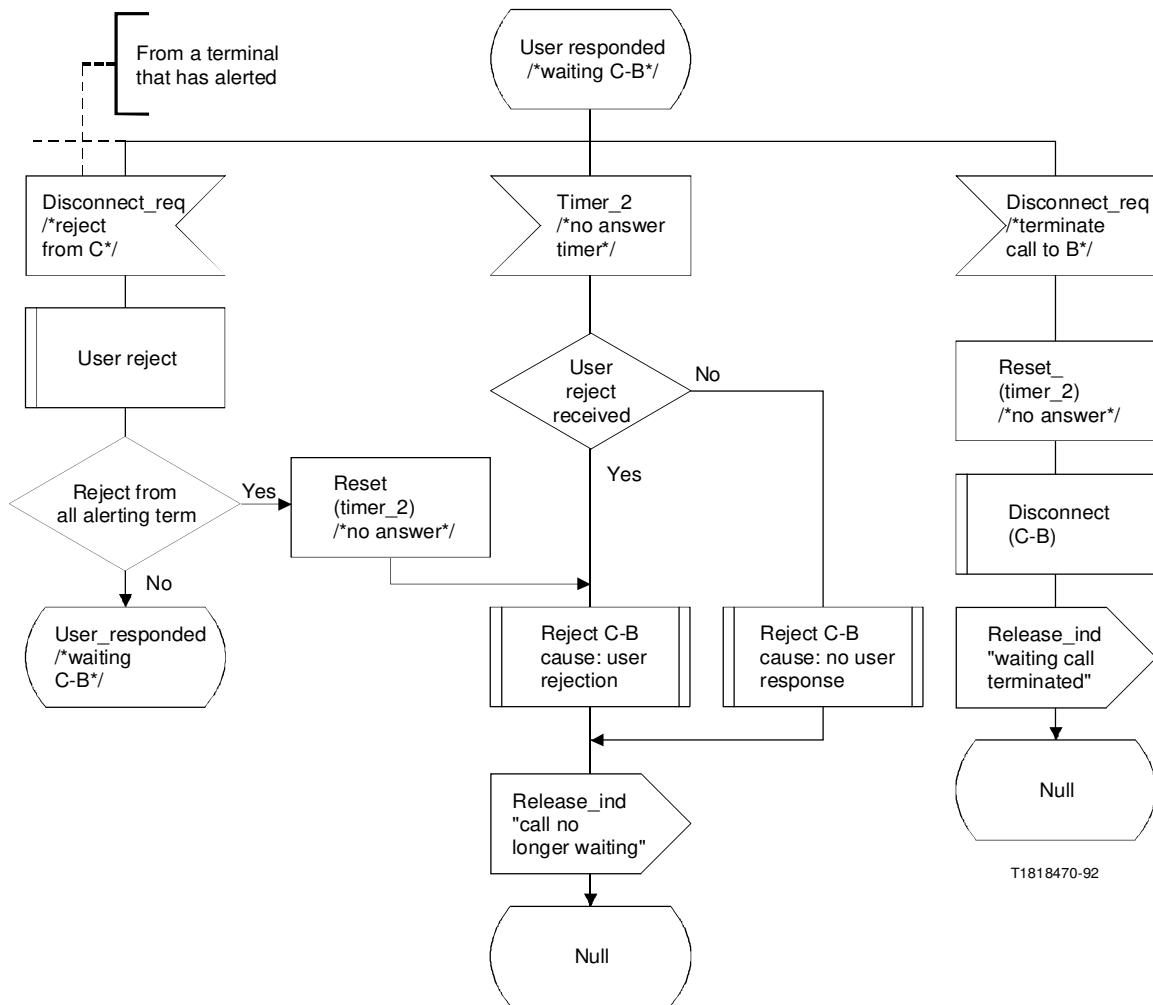 From a terminal
that has alerted
User responded
/*waiting C-B*/
Disconnect_req
/*reject
from C*/
Timer_2
/*no answer
timer*/
Disconnect_req
/*terminate
call to B*/
User reject
User
reject
received
No
Yes
Reset_
(timer_2)
/*no answer*/
Reject from
all alerting term
Yes
No
Reset
(timer_2)
/*no answer*/
Disconnect
(C-B)
User_responded
/*waiting
C-B*/
Reject C-B
cause: user
rejection
Reject C-B
cause: no user
response
Release_ind
"waiting call
terminated"
Release_ind
"call no
longer waiting"
Null
T1818470-92
Null